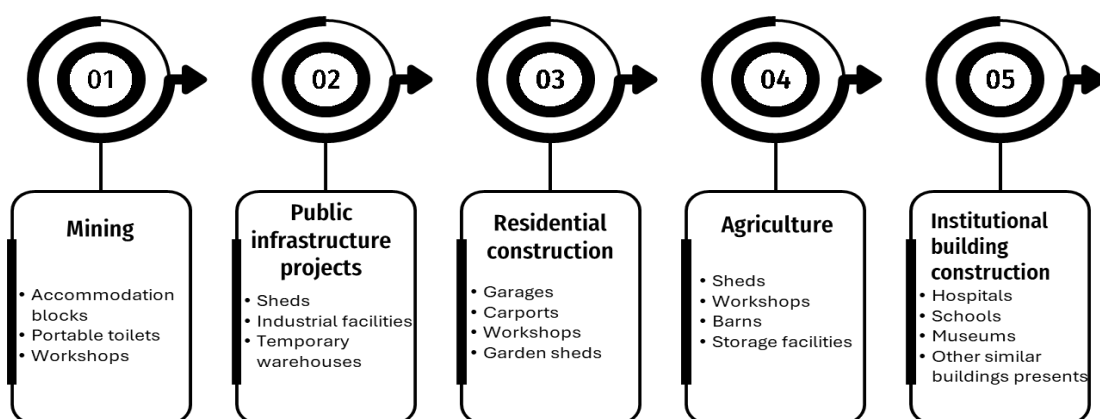 01
02
03
04
05
Mining
• Accommodation
blocks
• Portable toilets
• Workshops
Public
infrastructure
projects
• Sheds
• Industrial facilities
• Temporary
warehouses
Residential
construction
• Garages
• Carports
• Workshops
• Garden sheds
Agriculture
• Sheds
• Workshops
• Barns
• Storage facilities
Institutional
building
construction
• Hospitals
• Schools
• Museums
• Other similar
buildings presents